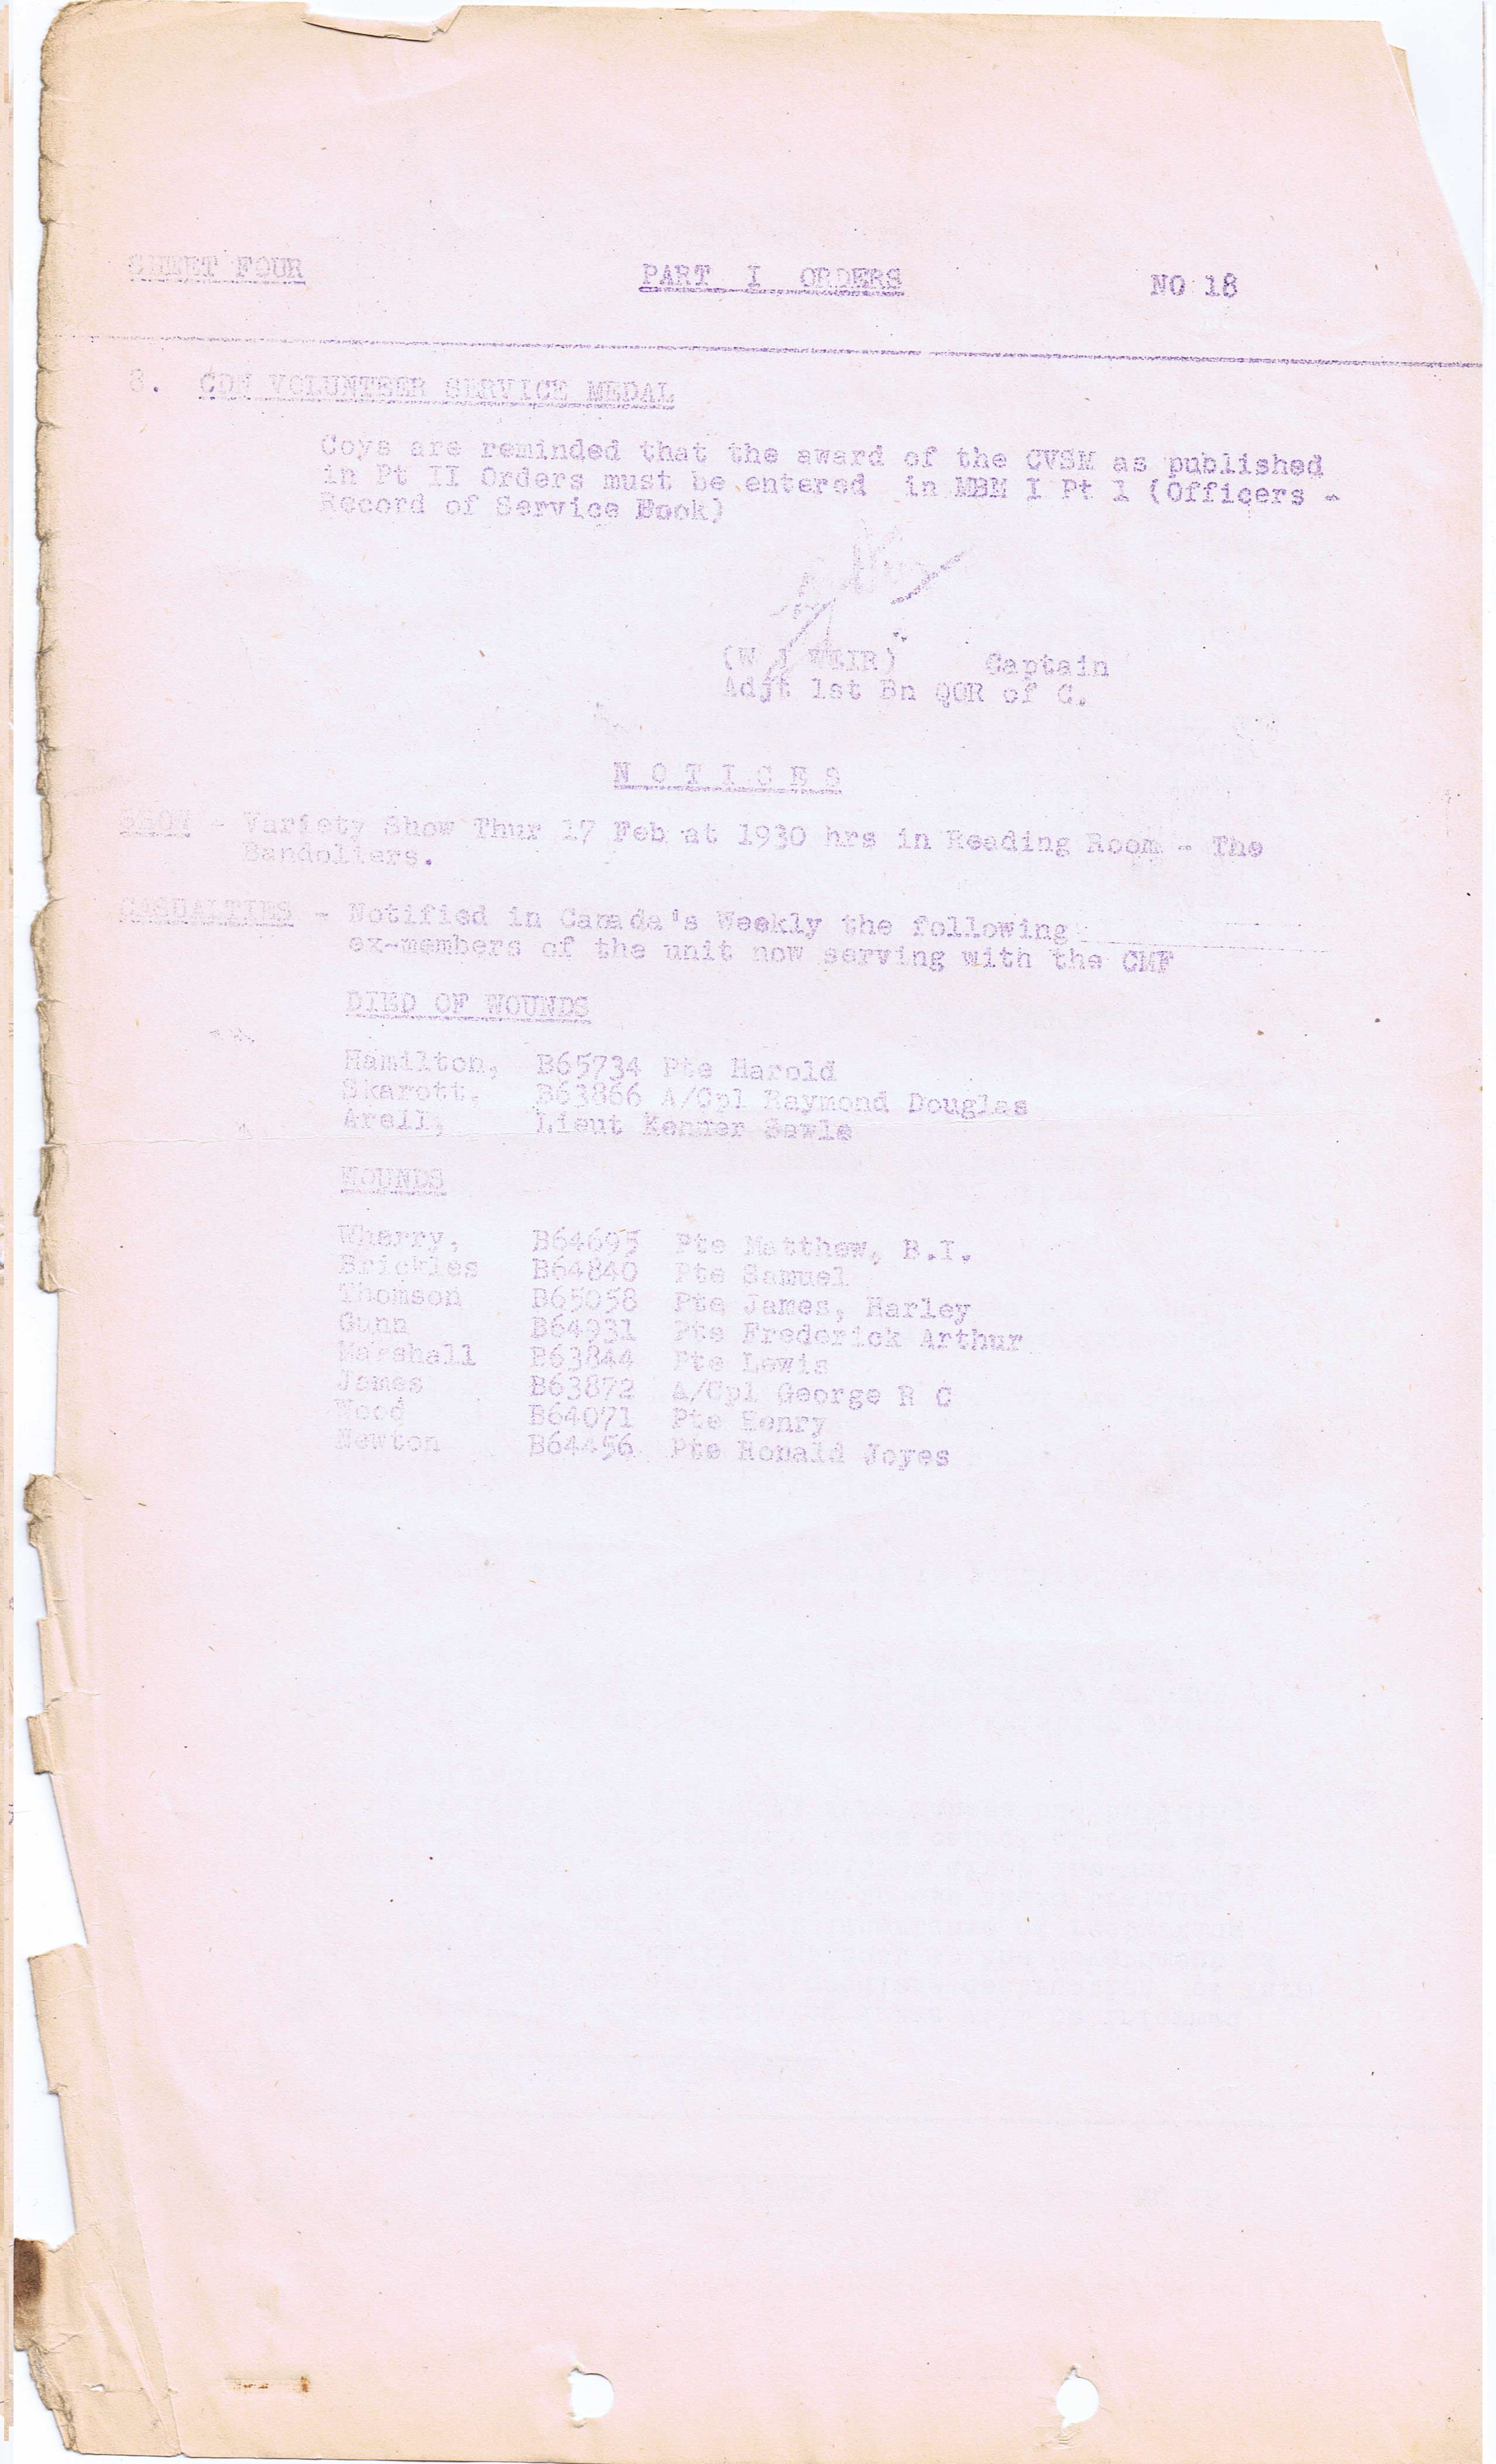 SHEET FOUR PART I ORDERS NO 18
8. CDN VOLUNTEER SERVICE MEDAL
Coys are reminded that the award of the CVSM as published
in Pt II Orders must be entered in MBM I Pt 1 (Officers -
Record of Service Book)
(W J WEIR) Captain
Adjt 1st Bn QOR of C.
N O T I C E S
SHOW - Variety Show Thur 17 Feb at 1930 hrs in Reading Room - The
Bandoliers.
CASUALTIES - Notified in Canada's Weekly the following
ex-members of the unit now serving with the CMF
DIED OF WOUNDS
Hamilton, B65734 Pte Harold
Skarott, B63866 A/Cpl Raymond Douglas
Arell, Lieut Sawle
WOUNDS
Wharry, B64695 Pte Matthew, B.I.
Brickles B64840 Pte Samuel
Thomson B65058 Pte James, Harley
Gunn B64931 Pte Frederick Arthur
Marshall B63844 Pte Lewis
James B63872 A/Cpl George R C
Wood B64071 Pte Henry
Newton B64456 Pte Ronald Joyes